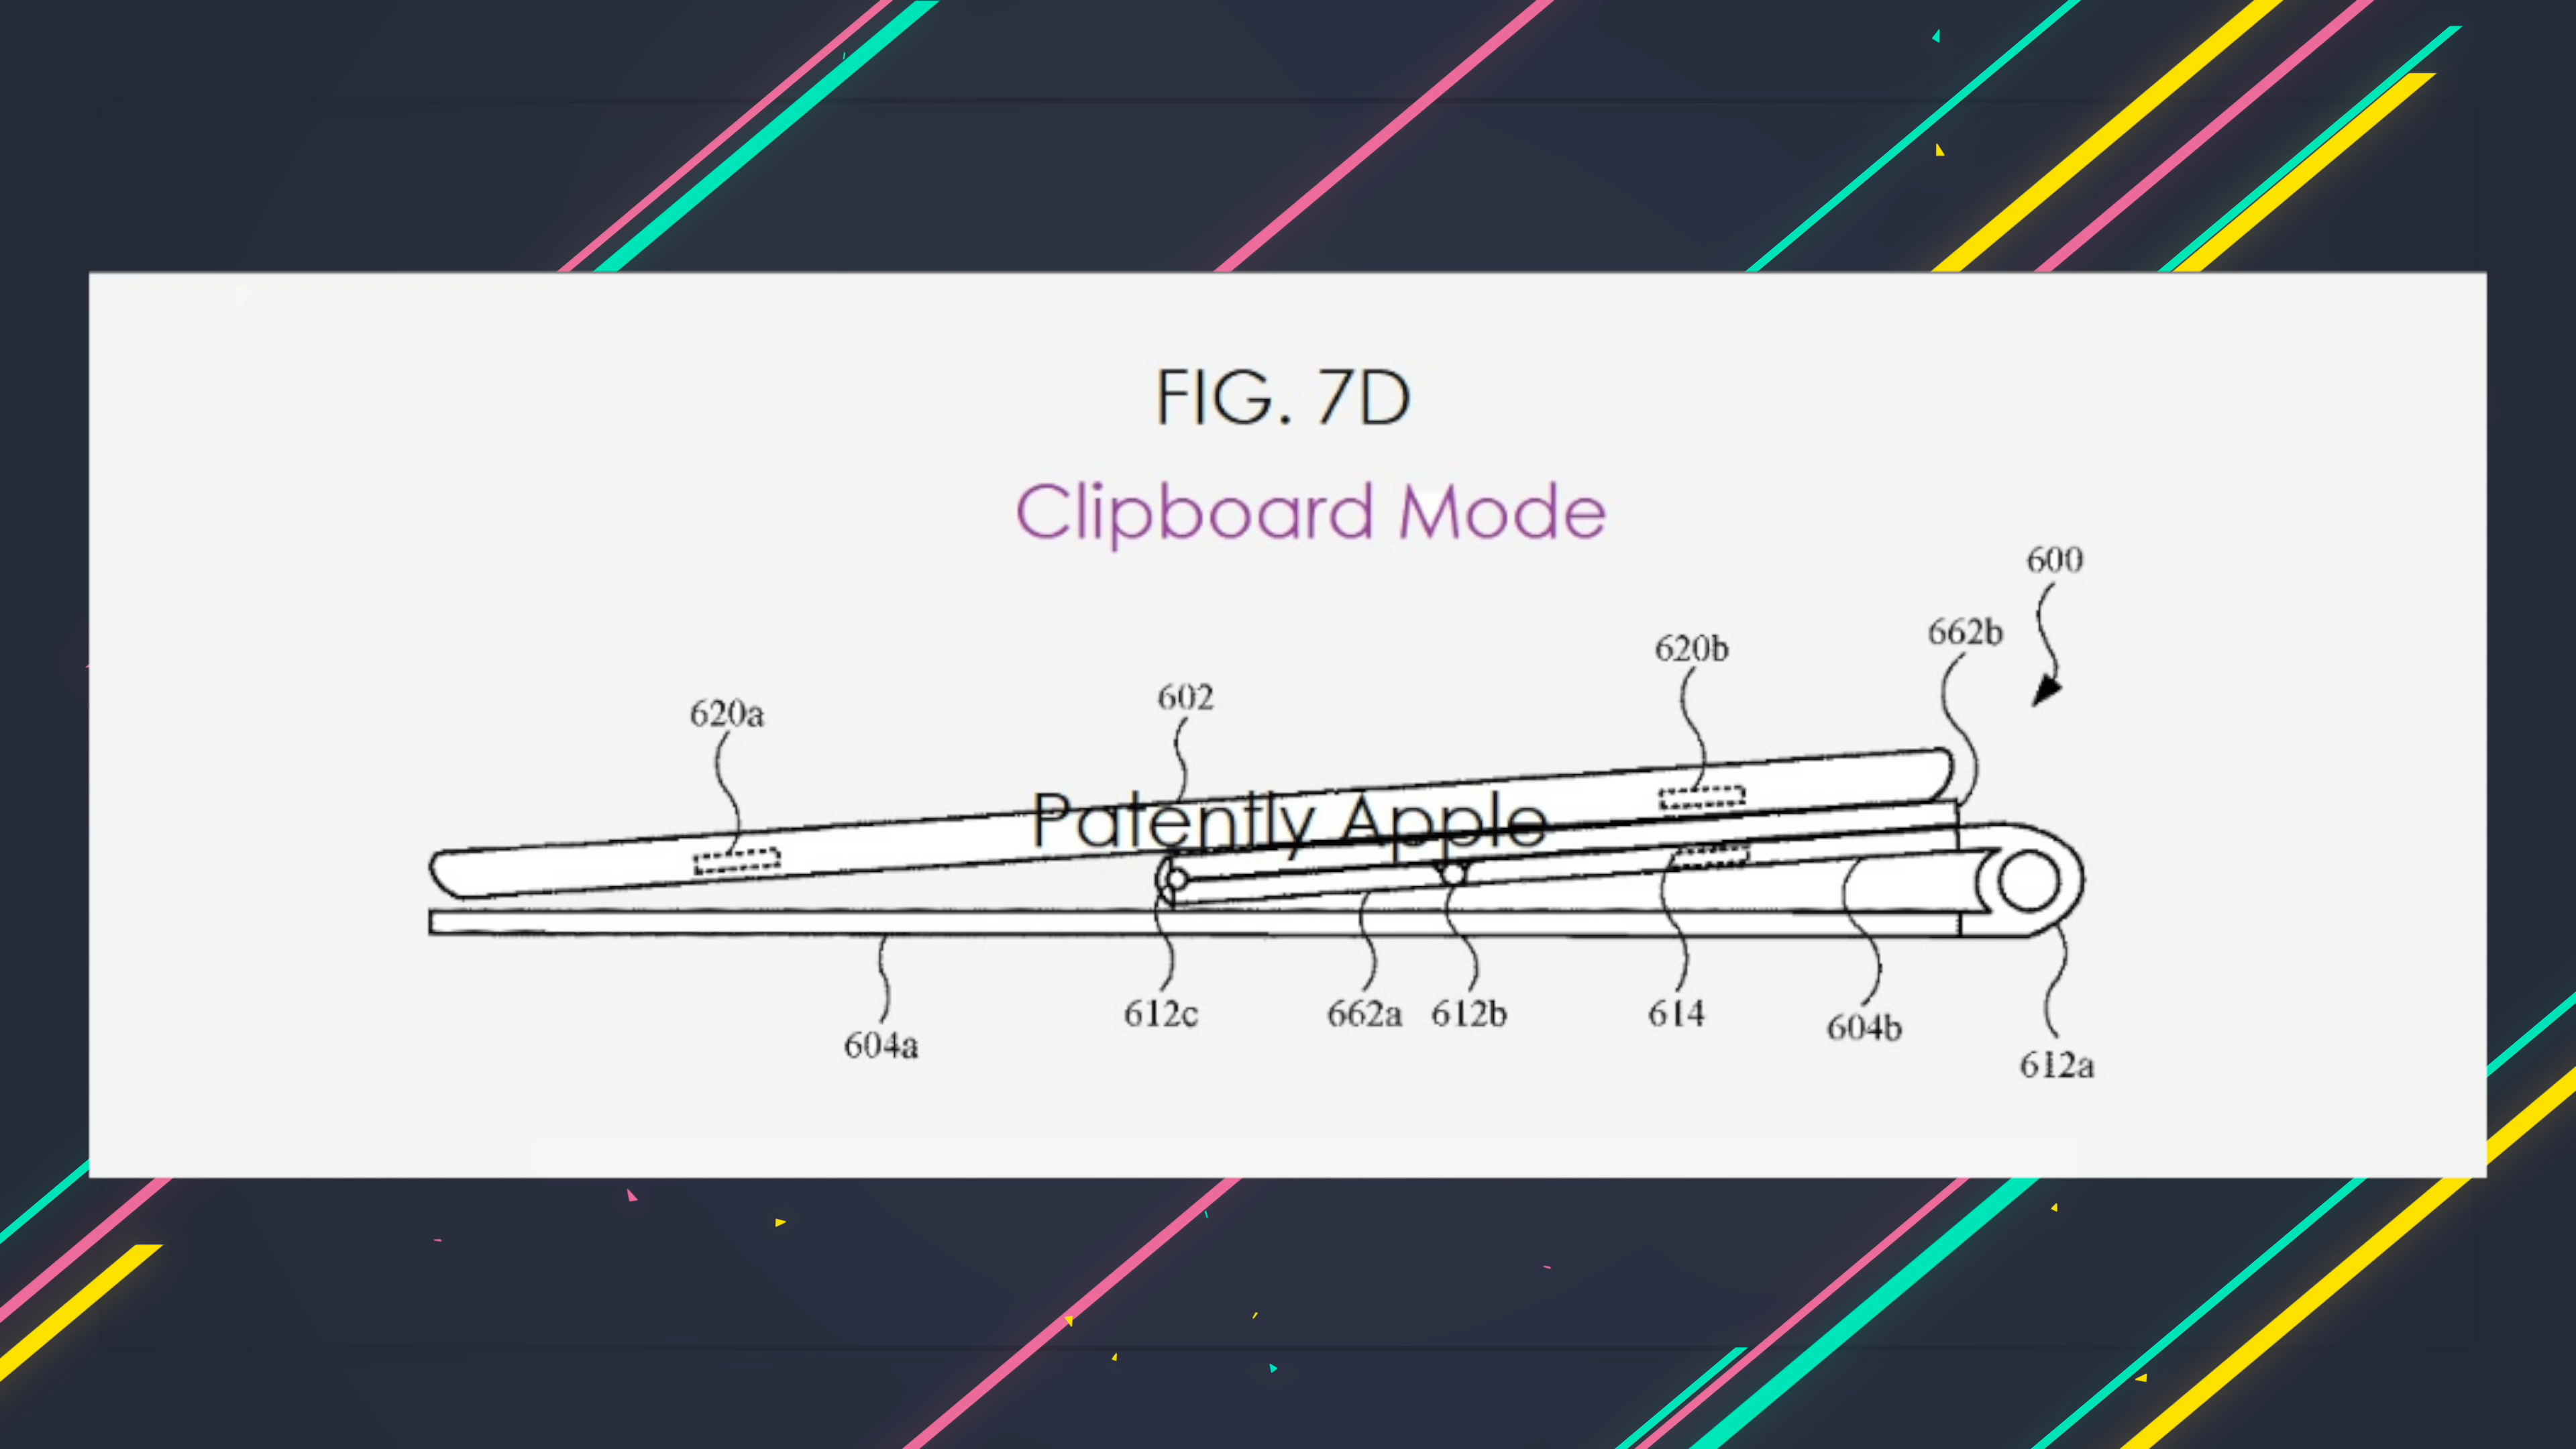 FIG. 7D
Clipboard Mode
600
662b
620b
602
620a
Patently Apple
612c
662a
612b
614
604b
604a
612a